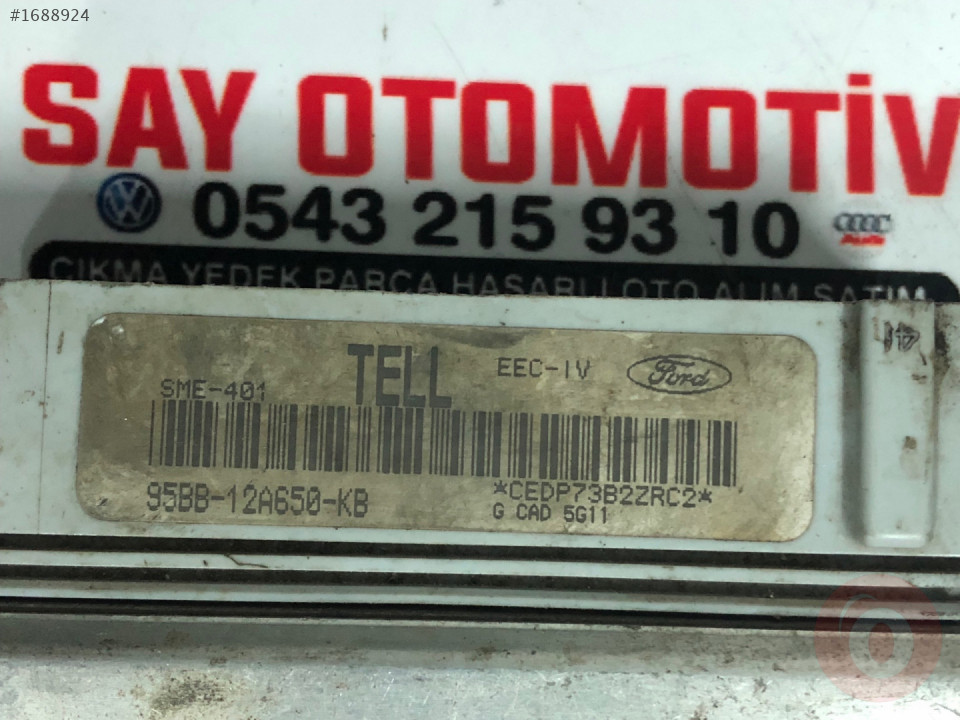 #1688924
SAY OTOMOTİV
0543 215 93 10
Audi
ÇIKMA YEDEK PARÇA HASARLI OTO ALIM SATIM
TELL EEC-IV Ford
SME-401
95BB-12A650-KB *CEDP73B2ZRC2*
G CAD 5G11